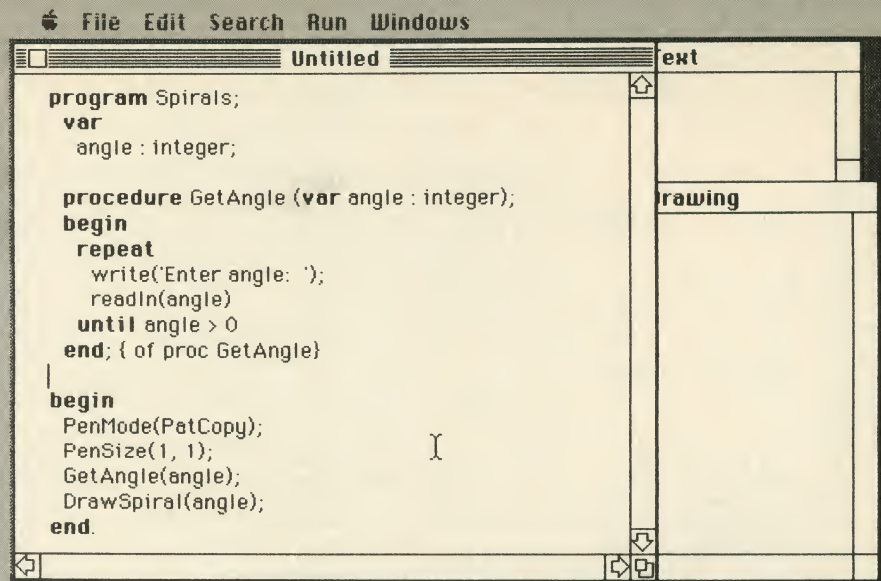 File Edit Search Run Windows
Untitled
program Spirals;
var
angle : integer;
procedure GetAngle (var angle : integer);
begin
repeat
write('Enter angle: ');
readln(angle)
until angle > 0
end; { of proc GetAngle}
begin
PenMode(PatCopy);
PenSize(1, 1);
GetAngle(angle);
DrawSpiral(angle);
end.
ext
rawing